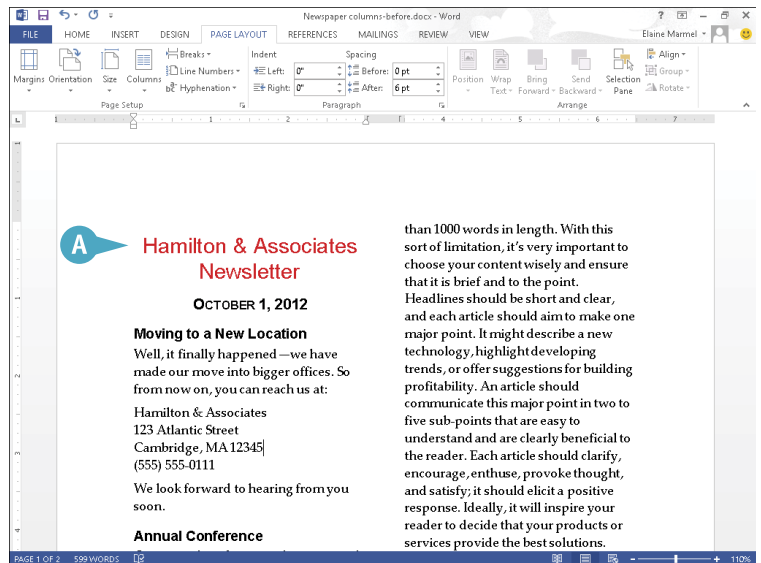 Newspaper columns-before.docx - Word
FILE HOME INSERT DESIGN PAGE LAYOUT REFERENCES MAILINGS REVIEW VIEW Elaine Marmel
Margins Orientation Size Columns
Breaks
Line Numbers
Hyphenation
Page Setup
Indent
Left: 0"
Right: 0"
Spacing
Before: 0 pt
After: 6 pt
Paragraph
Position Wrap Text Bring Forward Send Backward Selection Pane
Align
Group
Rotate
Arrange
1 1 2 4 5 6 7
A
Hamilton & Associates
Newsletter
OCTOBER 1, 2012
Moving to a New Location
Well, it finally happened—we have
made our move into bigger offices. So
from now on, you can reach us at:
Hamilton & Associates
123 Atlantic Street
Cambridge, MA 12345
(555) 555-0111
We look forward to hearing from you
soon.
Annual Conference
than 1000 words in length. With this
sort of limitation, it's very important to
choose your content wisely and ensure
that it is brief and to the point.
Headlines should be short and clear,
and each article should aim to make one
major point. It might describe a new
technology, highlight developing
trends, or offer suggestions for building
profitability. An article should
communicate this major point in two to
five sub-points that are easy to
understand and are clearly beneficial to
the reader. Each article should clarify,
encourage, enthuse, provoke thought,
and satisfy; it should elicit a positive
response. Ideally, it will inspire your
reader to decide that your products or
services provide the best solutions.
PAGE 1 OF 2 599 WORDS 110%